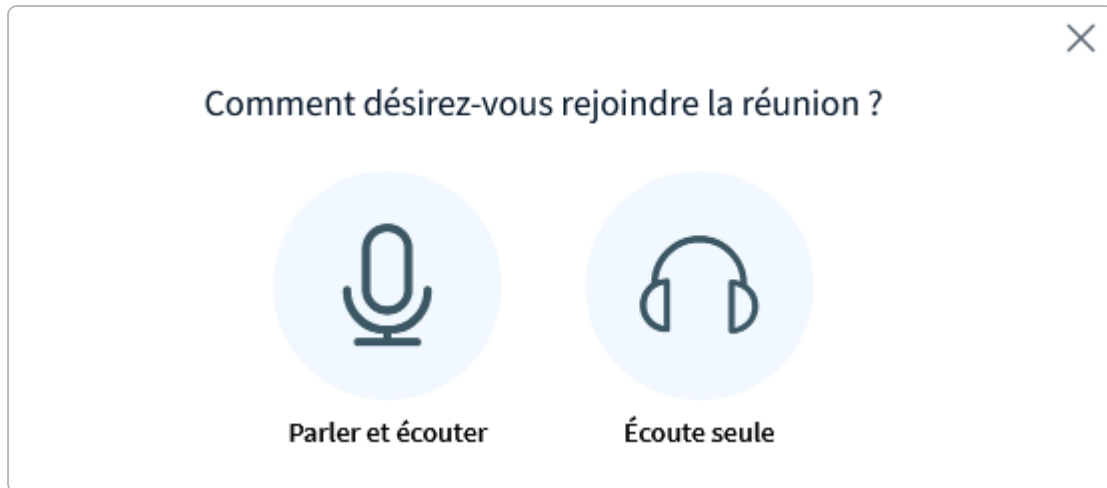 Comment désirez-vous rejoindre la réunion ?
Parler et écouter
Écoute seule